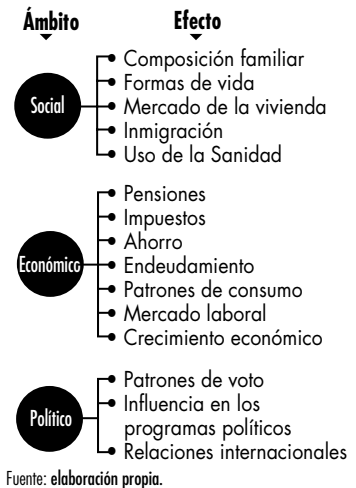 Ámbito Efecto
Social
Composición familiar
Formas de vida
Mercado de la vivienda
Inmigración
Uso de la Sanidad
Económico
Pensiones
Impuestos
Ahorro
Endeudamiento
Patrones de consumo
Mercado laboral
Crecimiento económico
Político
Patrones de voto
Influencia en los
programas políticos
Relaciones internacionales
Fuente: elaboración propia.